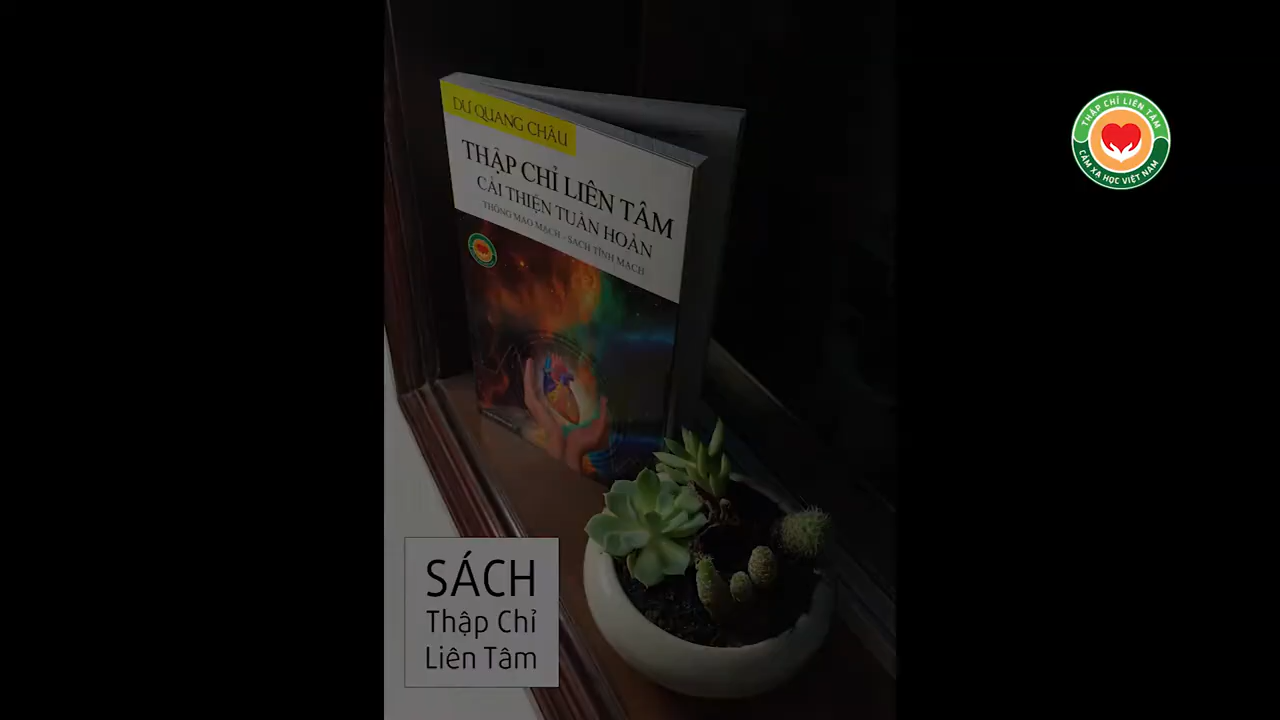 DƯ QUANG CHÂU
THẬP CHỈ LIÊN TÂM
CẢI THIỆN TUẦN HOÀN
THÔNG MAO MẠCH - SẠCH TĨNH MẠCH
SÁCH
Thập Chỉ
Liên Tâm
THẬP CHỈ LIÊN TÂM
CẢM XẠ HỌC VIỆT NAM